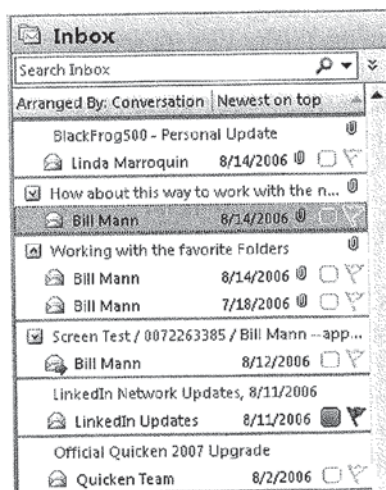 Inbox
Search Inbox
Arranged By: Conversation Newest on top
BlackFrog500 - Personal Update
Linda Marroquin 8/14/2006
How about this way to work with the n...
Bill Mann 8/14/2006
Working with the favorite Folders
Bill Mann 8/14/2006
Bill Mann 7/18/2006
Screen Test / 0072263385 / Bill Mann --app...
Bill Mann 8/12/2006
LinkedIn Network Updates, 8/11/2006
LinkedIn Updates 8/11/2006
Official Quicken 2007 Upgrade
Quicken Team 8/2/2006